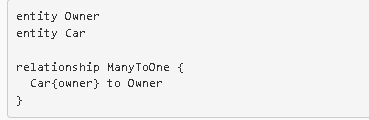 entity Owner
entity Car
relationship ManyToOne {
  Car{owner} to Owner
}